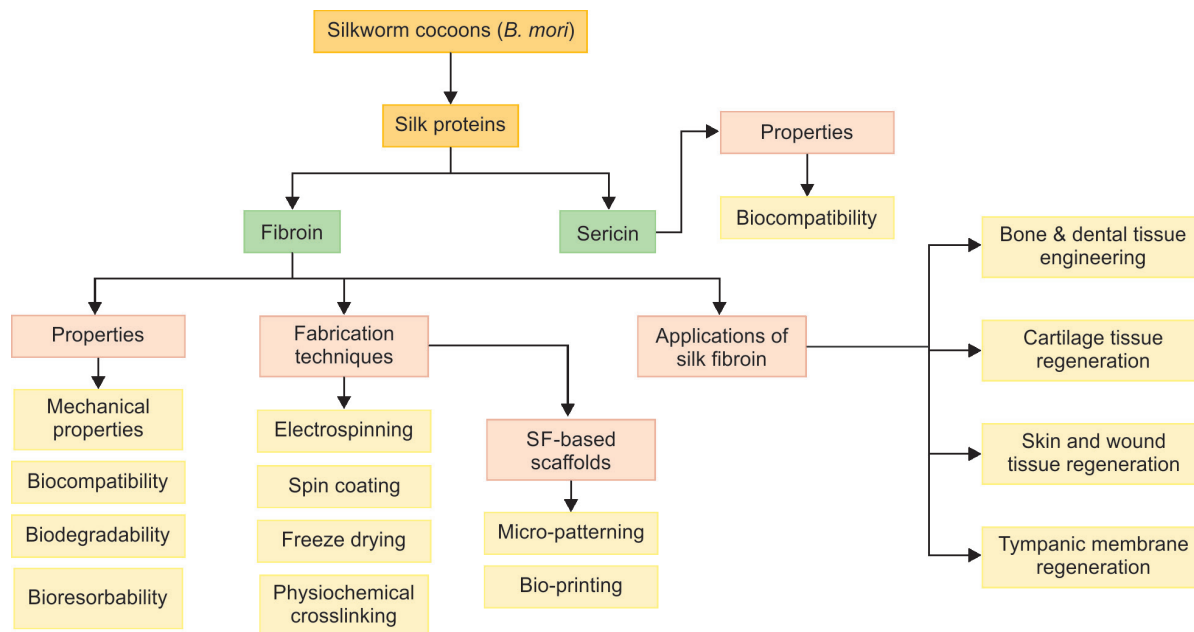 Silkworm cocoons (B. mori)
Silk proteins
Properties
Biocompatibility
Fibroin
Sericin
Bone & dental tissue
engineering
Properties
Fabrication
techniques
Applications of
silk fibroin
Cartilage tissue
regeneration
Mechanical
properties
Biocompatibility
Biodegradability
Bioresorbability
Electrospinning
Spin coating
Freeze drying
Physiochemical
crosslinking
SF-based
scaffolds
Micro-patterning
Bio-printing
Skin and wound
tissue regeneration
Tympanic membrane
regeneration